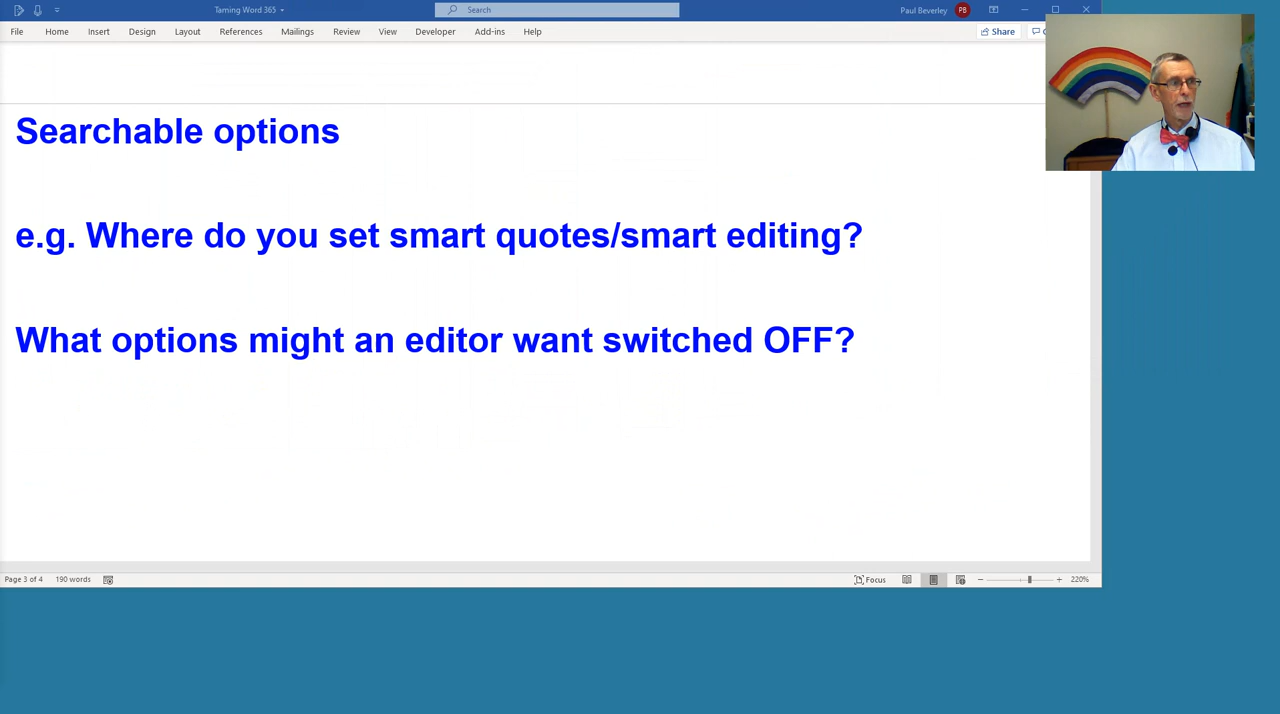 Taming Word 365
Search
Paul Beverley
PB
File
Home
Insert
Design
Layout
References
Mailings
Review
View
Developer
Add-ins
Help
Share
Searchable options
e.g. Where do you set smart quotes/smart editing?
What options might an editor want switched OFF?
Page 3 of 4
190 words
Focus
220%